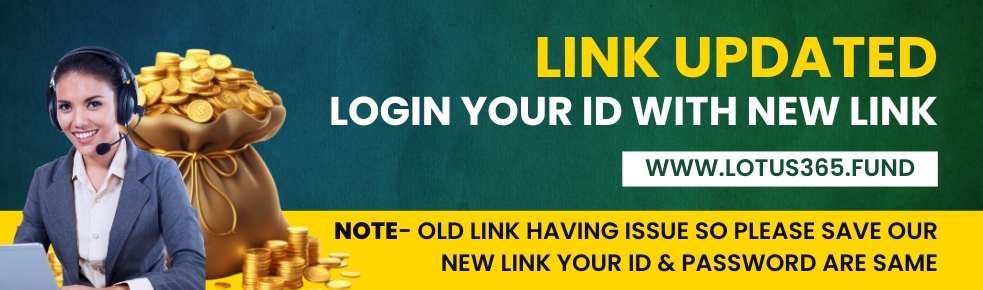 LINK UPDATED
LOGIN YOUR ID WITH NEW LINK
WWW.LOTUS365.FUND
NOTE- OLD LINK HAVING ISSUE SO PLEASE SAVE OUR
NEW LINK YOUR ID & PASSWORD ARE SAME